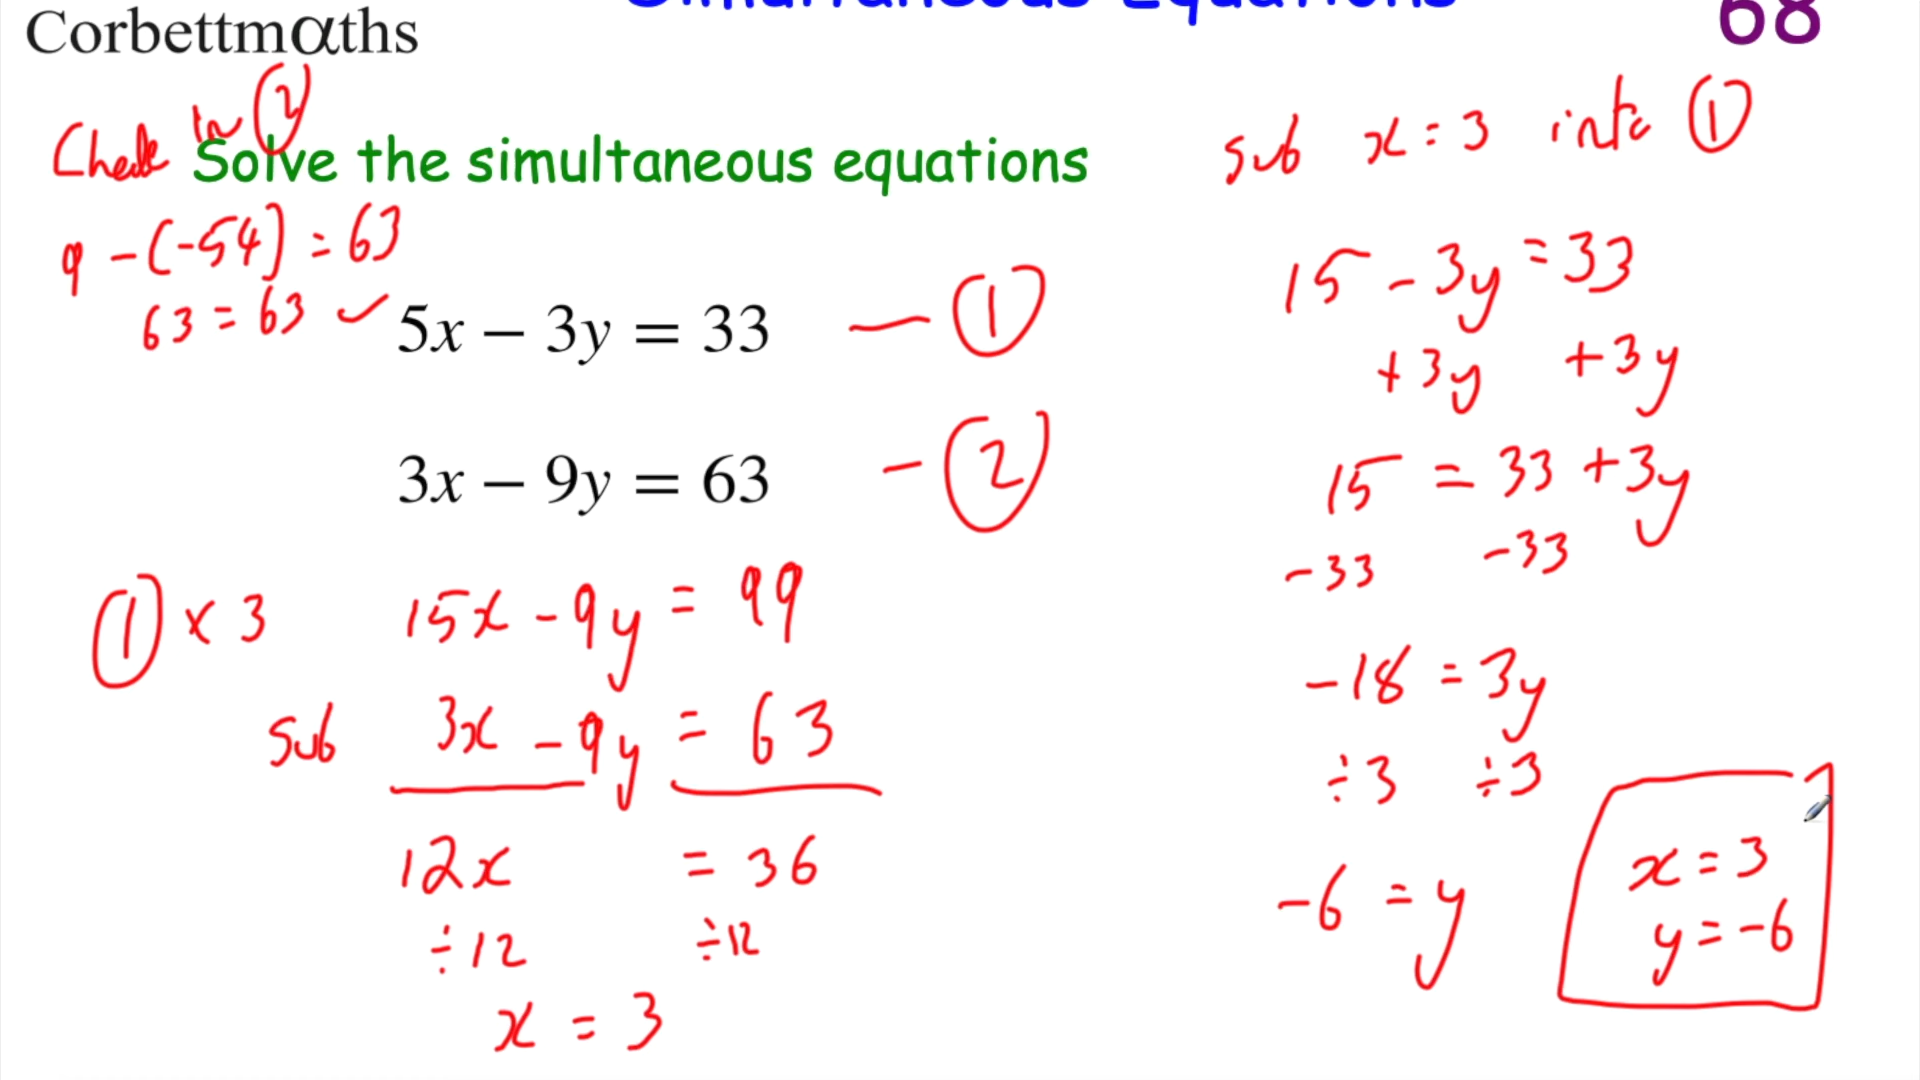 Simultaneous Equations
68
Corbettmαths
Check in ②
Solve the simultaneous equations
9 - (-54) = 63
63 = 63 ✓
5x − 3y = 33 — ①
3x − 9y = 63 - ②
① × 3 15x - 9y = 99
sub 3x - 9y = 63
12x = 36
÷12 ÷12
x = 3
sub x = 3 into ①
15 - 3y = 33
+3y +3y
15 = 33 + 3y
-33 -33
-18 = 3y
÷3 ÷3
-6 = y
x = 3
y = -6